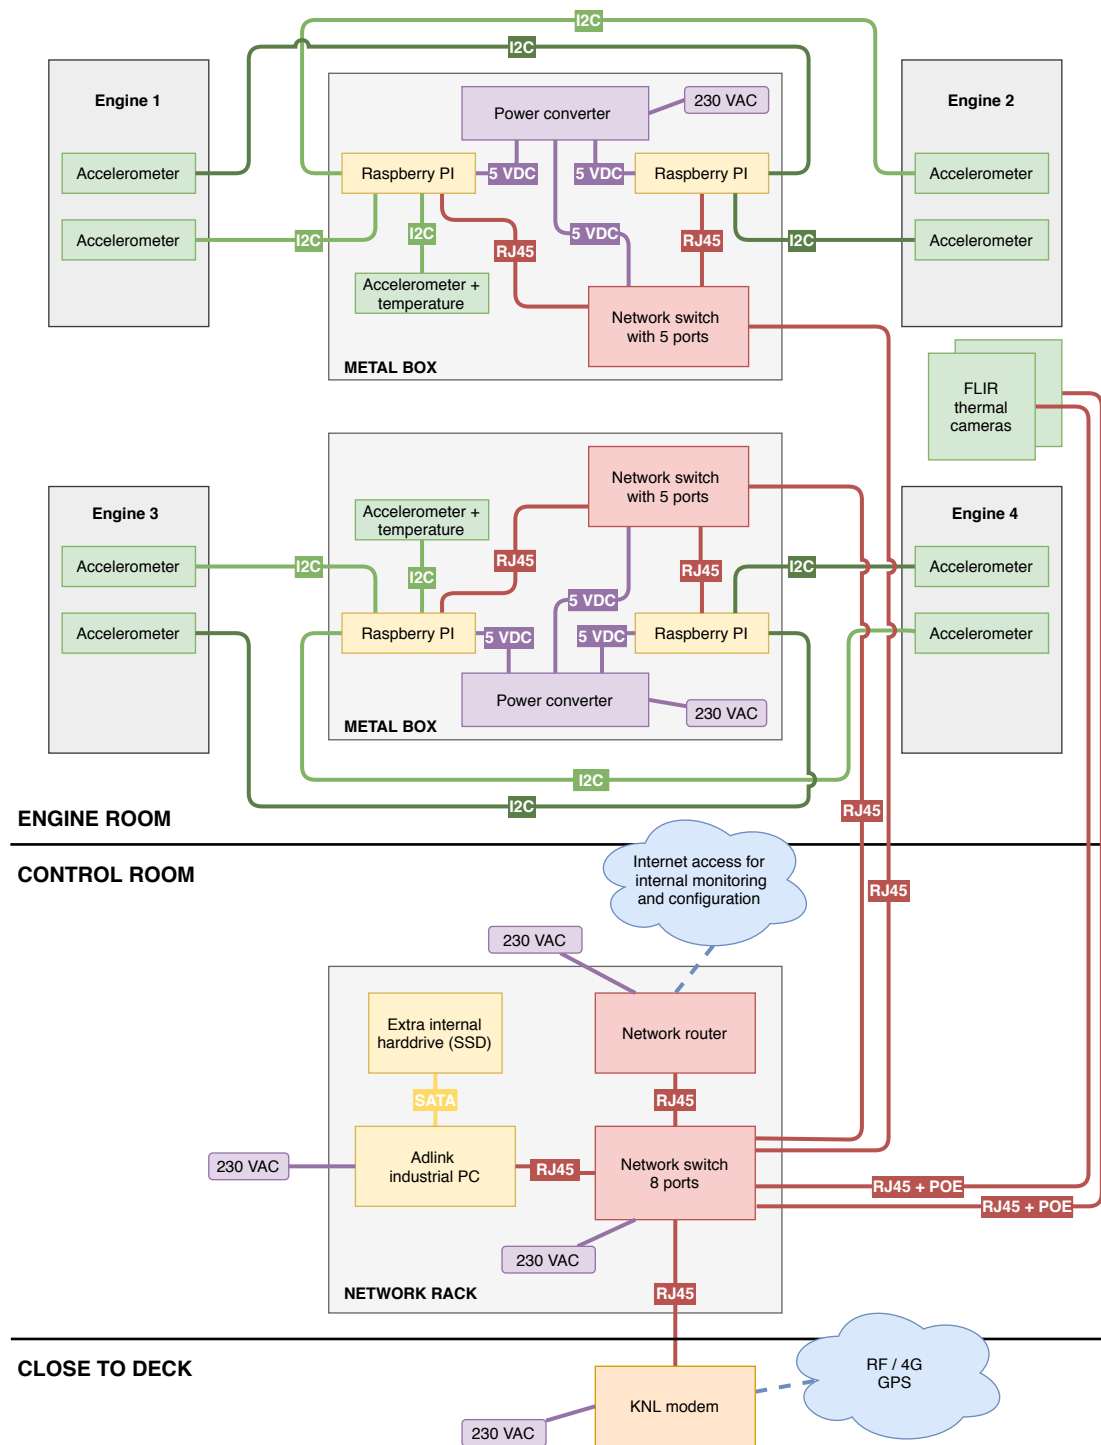 I2C
I2C
Engine 1
Engine 2
Power converter
230 VAC
Accelerometer
Raspberry PI
5 VDC
5 VDC
Raspberry PI
Accelerometer
Accelerometer
I2C
I2C
RJ45
5 VDC
RJ45
I2C
Accelerometer
Accelerometer +
temperature
Network switch
with 5 ports
METAL BOX
FLIR
thermal
cameras
Network switch
with 5 ports
Engine 3
Accelerometer +
temperature
Engine 4
Accelerometer
I2C
I2C
RJ45
RJ45
I2C
Accelerometer
5 VDC
Accelerometer
Raspberry PI
5 VDC
5 VDC
Raspberry PI
Accelerometer
Power converter
230 VAC
METAL BOX
I2C
I2C
RJ45
ENGINE ROOM
CONTROL ROOM
Internet access for
internal monitoring
and configuration
RJ45
230 VAC
Extra internal
harddrive (SSD)
Network router
SATA
RJ45
230 VAC
Adlink
industrial PC
RJ45
Network switch
8 ports
RJ45 + POE
RJ45 + POE
230 VAC
NETWORK RACK
RJ45
CLOSE TO DECK
RF / 4G
GPS
KNL modem
230 VAC